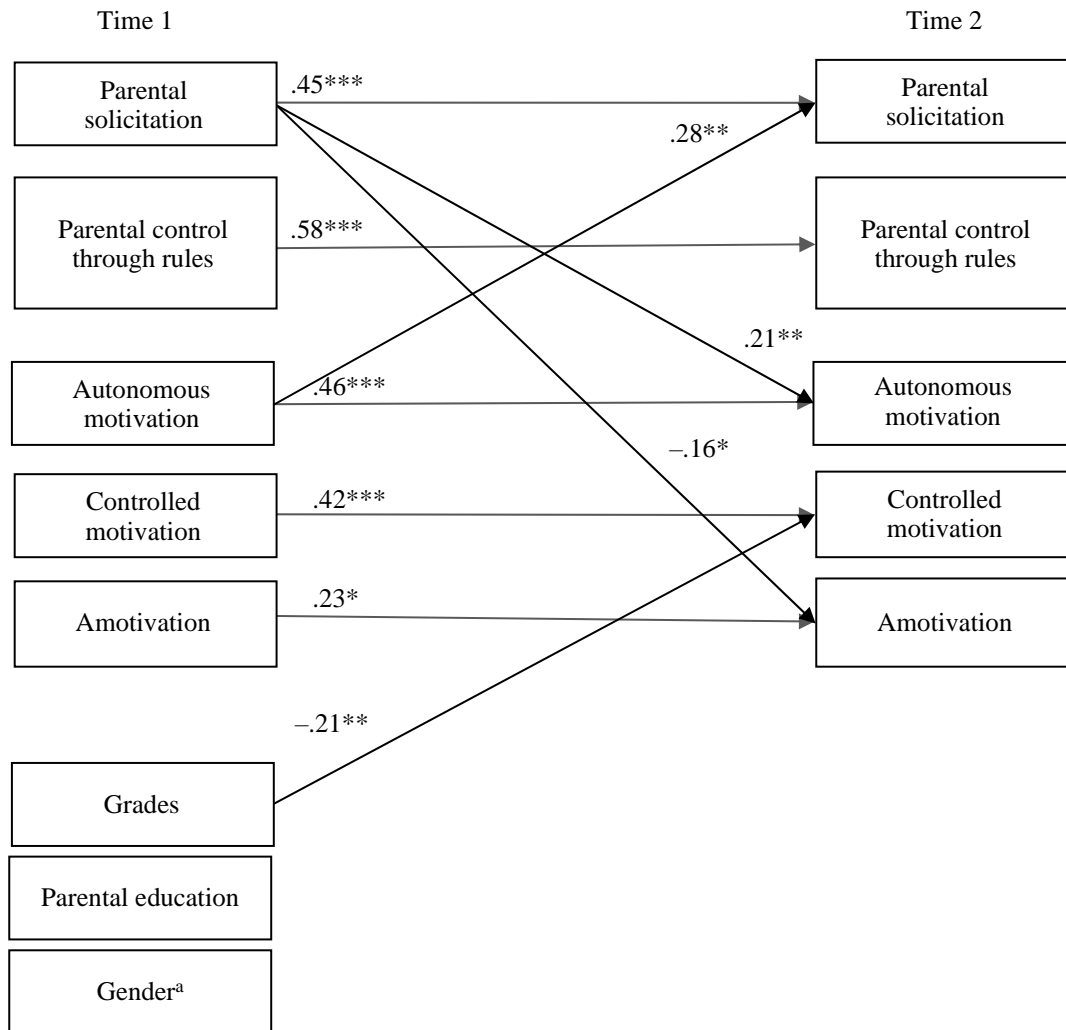 Time 1
Time 2
Parental
solicitation
.45***
.28**
Parental
solicitation
Parental control
through rules
.58***
Parental control
through rules
Autonomous
motivation
.46***
.21**
Autonomous
motivation
–.16*
Controlled
motivation
.42***
Controlled
motivation
Amotivation
.23*
Amotivation
–.21**
Grades
Parental education
Genderᵃ